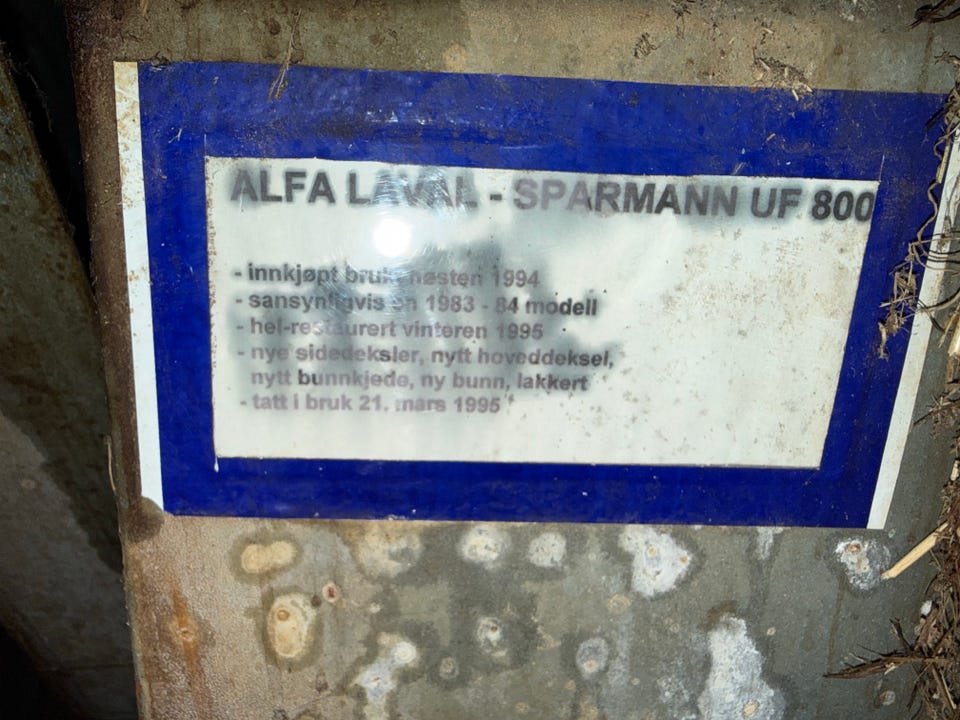 ALFA LAVAL - SPARMANN UF 800
- innkjøpt brukt høsten 1994
- sansynligvis en 1983 - 84 modell
- hel-restaurert vinteren 1995
- nye sidedeksler, nytt hoveddeksel,
nytt bunnkjede, ny bunn, lakkert
- tatt i bruk 21. mars 1995